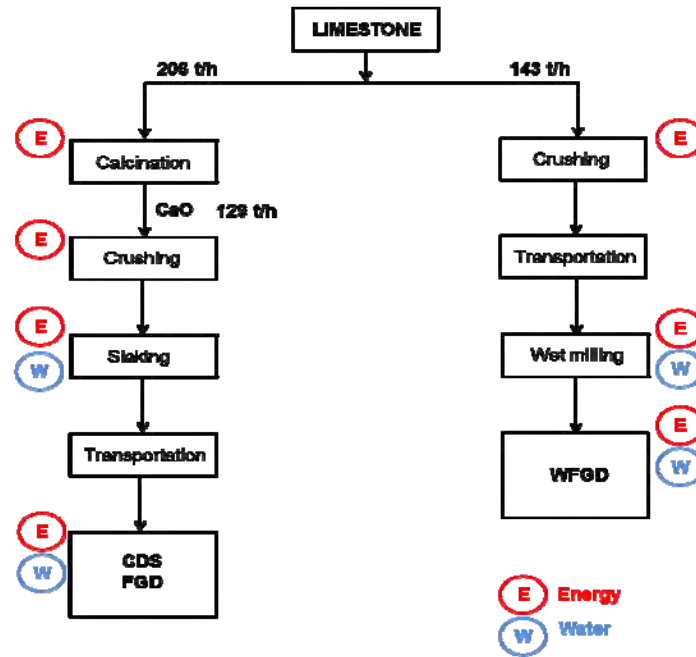 LIMESTONE
206 t/h
143 t/h
E
Calcination
Crushing
E
CaO 129 t/h
E
Crushing
Transportation
E
W
Slaking
Wet milling
E
W
Transportation
E
W
WFGD
E
W
CDS
FGD
E Energy
W Water